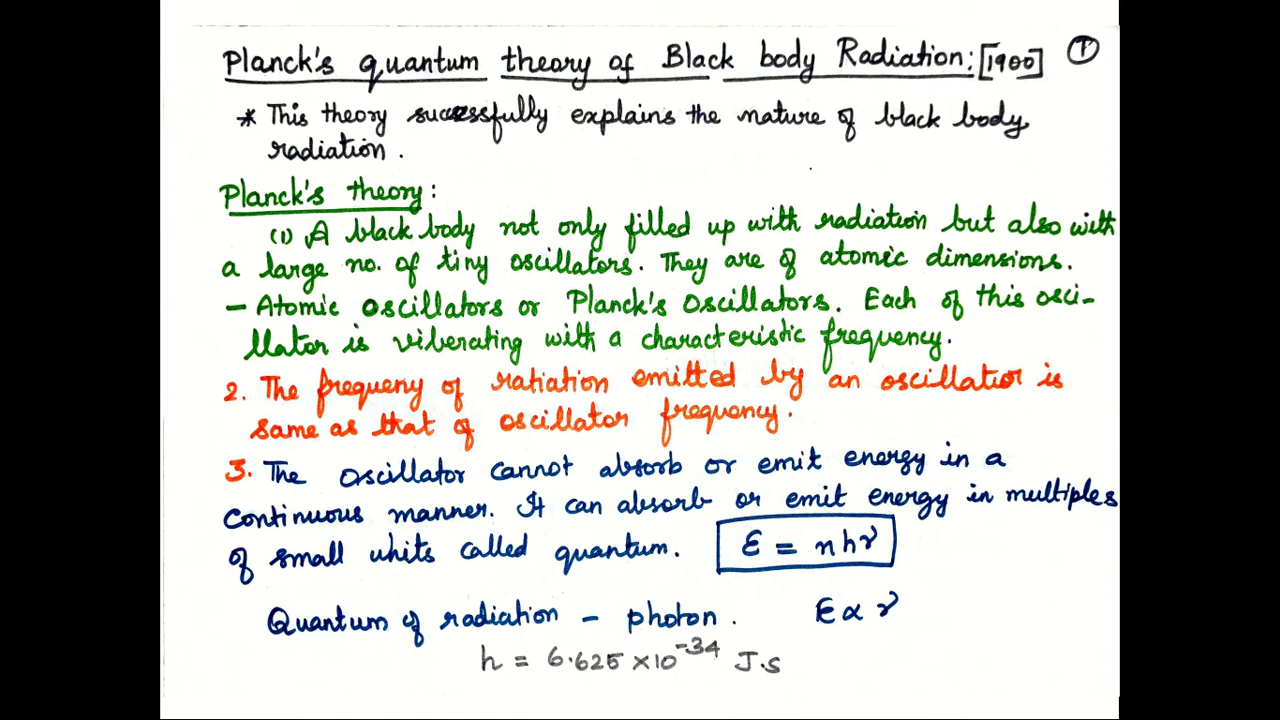 Planck's quantum theory of Black body Radiation: [1900] ①
* This theory successfully explains the nature of black body
radiation.
Planck's theory:
(1) A black body not only filled up with radiation but also with
a large no. of tiny oscillators. They are of atomic dimensions.
- Atomic oscillators or Planck's oscillators. Each of this osci-
llator is viberating with a characteristic frequency.
2. The frequeny of ratiation emitted by an oscillatior is
same as that of oscillator frequency.
3. The oscillator cannot absorb or emit energy in a
continuous manner. It can absorb or emit energy in multiples
of small units called quantum. ε = nhν
Quantum of radiation - photon. ε ∝ ν
h = 6.625 × 10⁻³⁴ J.s